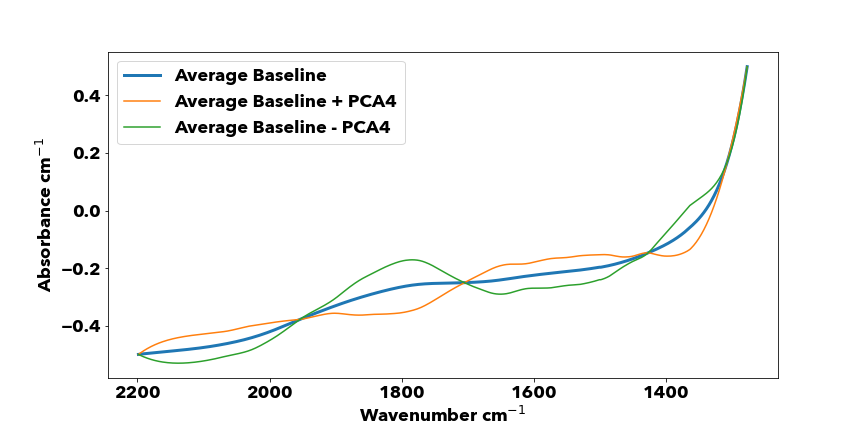 Average Baseline
Average Baseline + PCA4
Average Baseline - PCA4
0.4
0.2
0.0
−0.2
−0.4
Absorbance cm⁻¹
2200 2000 1800 1600 1400
Wavenumber cm⁻¹